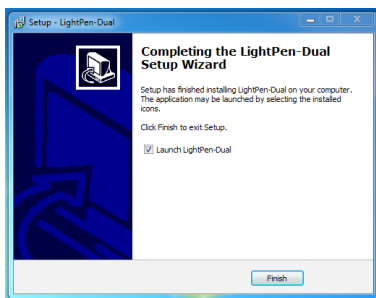 Setup - LightPen-Dual
Completing the LightPen-Dual
Setup Wizard
Setup has finished installing LightPen-Dual on your computer.
The application may be launched by selecting the installed
icons.
Click Finish to exit Setup.
Launch LightPen-Dual
Finish